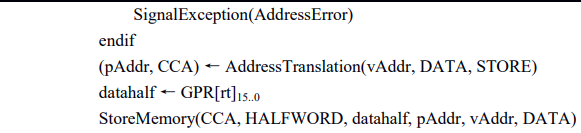 SignalException(AddressError)
endif
(pAddr, CCA) ← AddressTranslation(vAddr, DATA, STORE)
datahalf ← GPR[rt]15..0
StoreMemory(CCA, HALFWORD, datahalf, pAddr, vAddr, DATA)